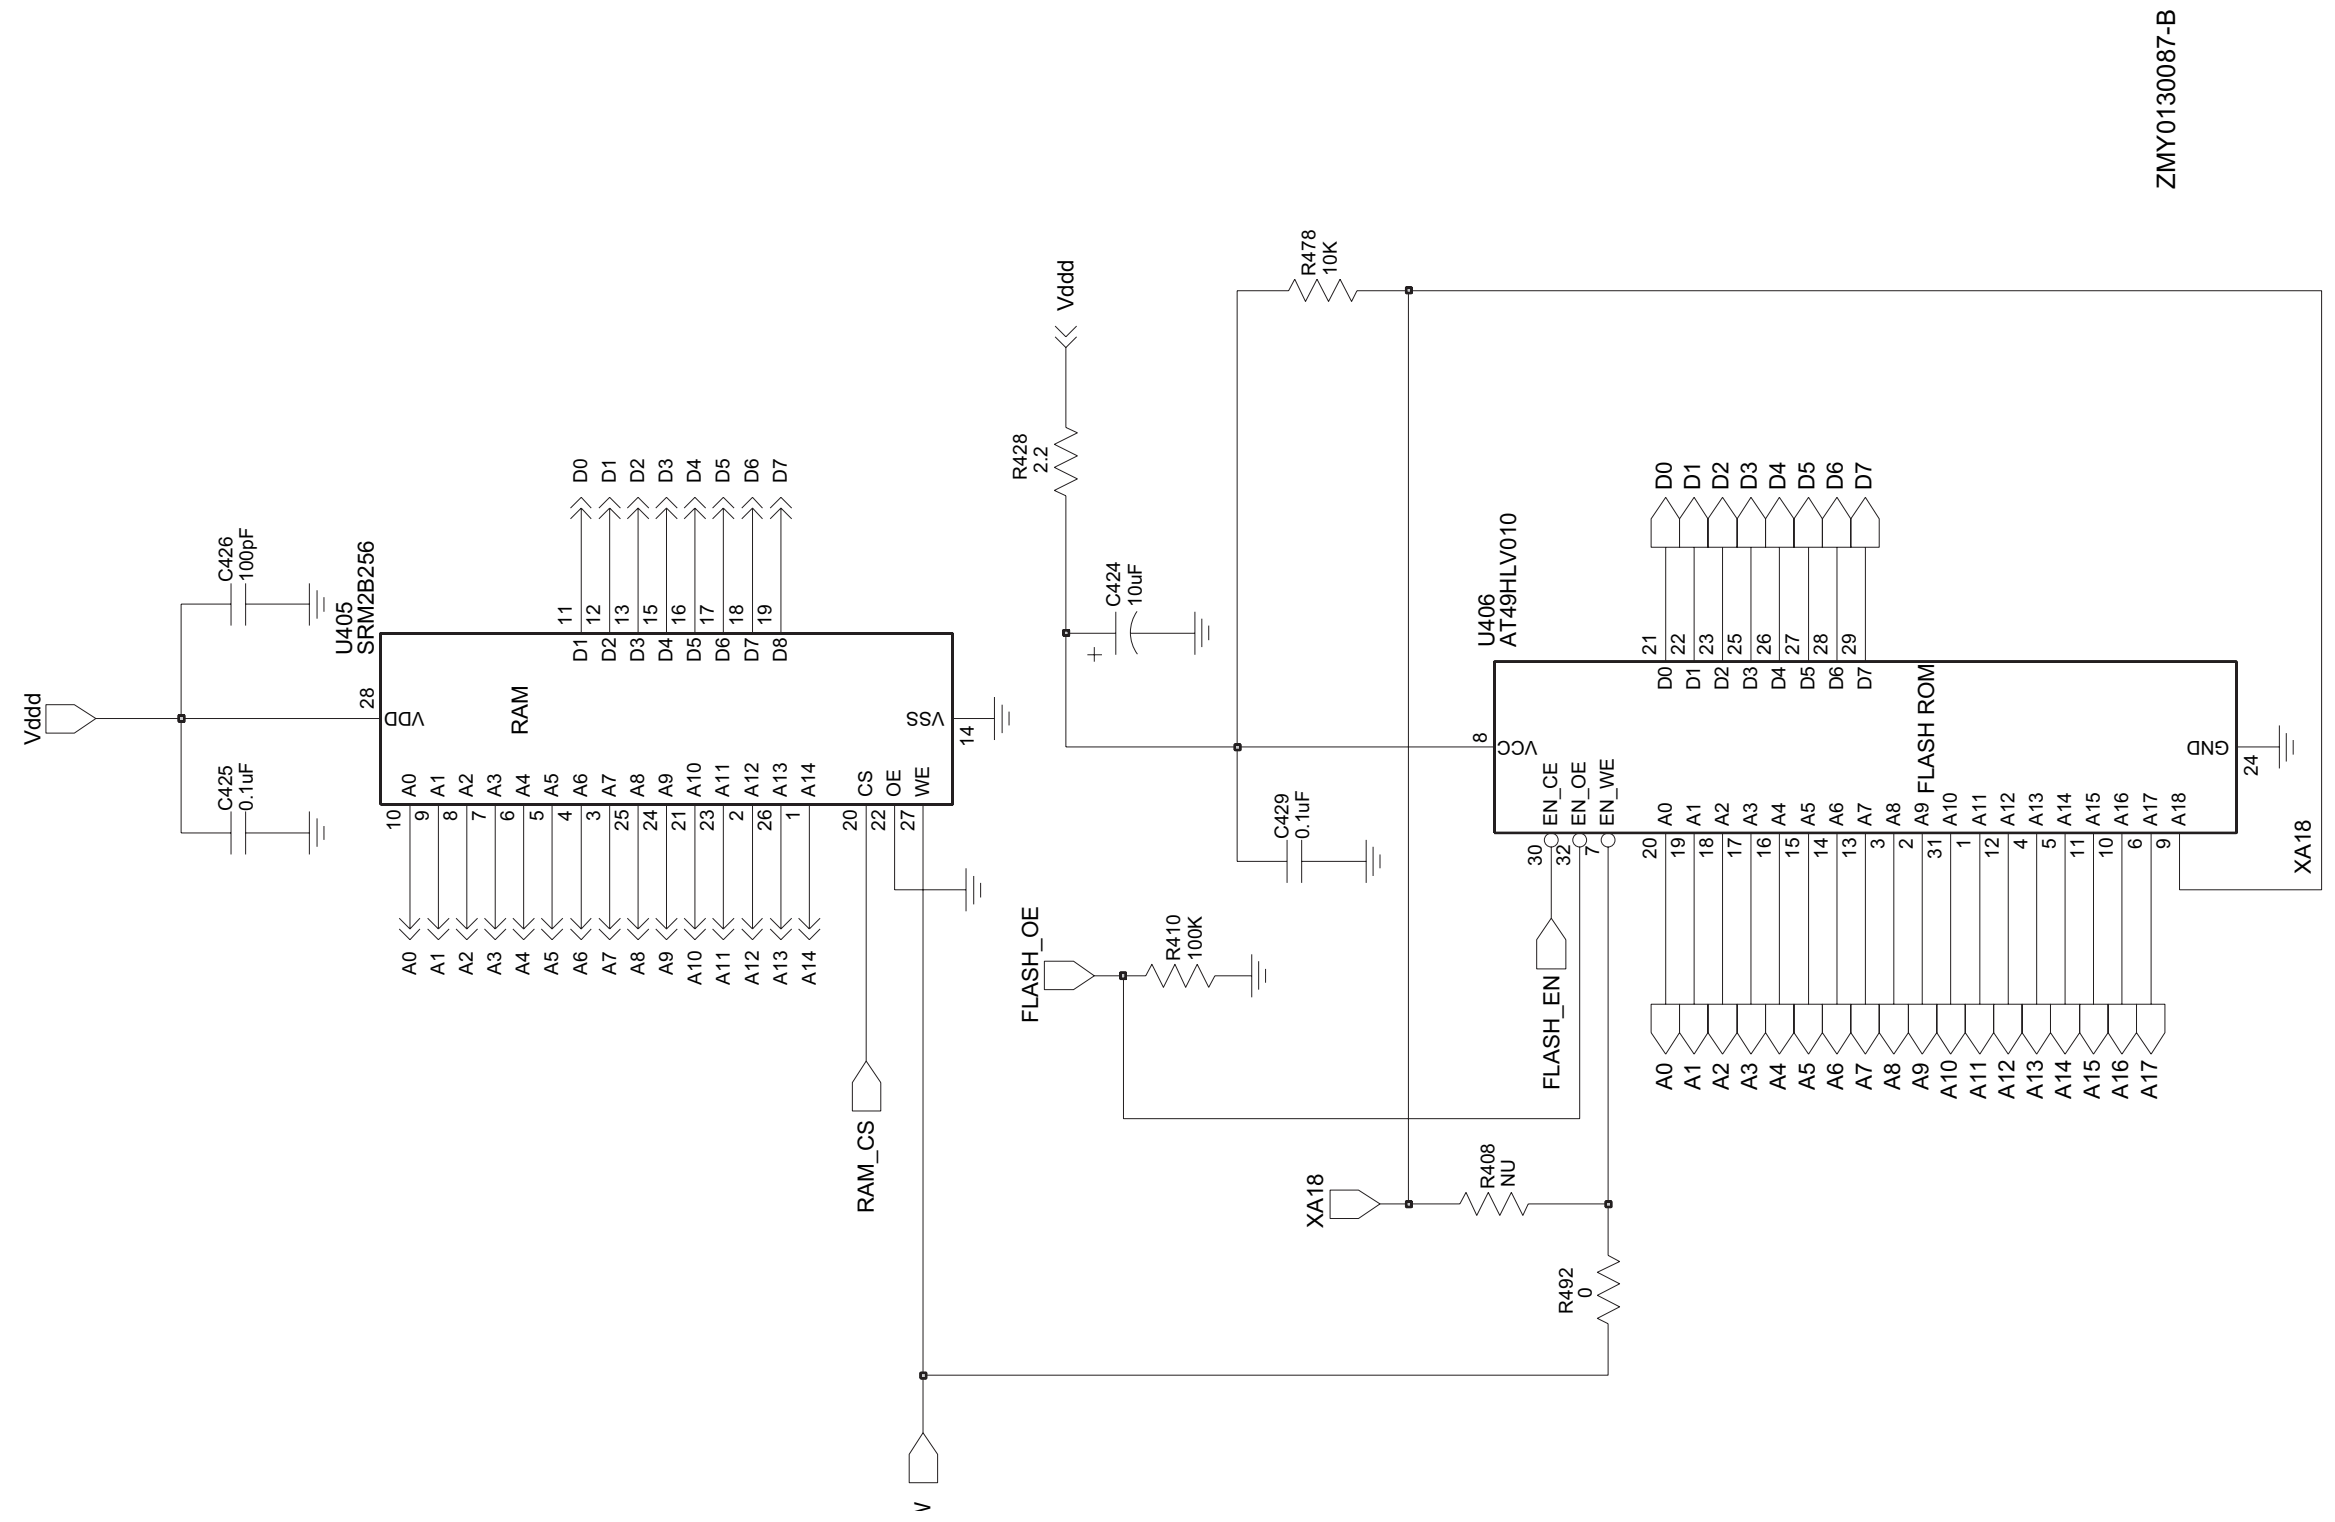 ZMY0130087-B
Vddd
C426
100pF
C425
0.1uF
U405
SRM2B256
28
VDD
RAM
VSS
14
10 A0
9 A1
8 A2
7 A3
6 A4
5 A5
4 A6
3 A7
25 A8
24 A9
21 A10
23 A11
2 A12
26 A13
1 A14
20 CS
22 OE
27 WE
A0
A1
A2
A3
A4
A5
A6
A7
A8
A9
A10
A11
A12
A13
A14
D1 11 D0
D2 12 D1
D3 13 D2
D4 15 D3
D5 16 D4
D6 17 D5
D7 18 D6
D8 19 D7
RAM_CS
Vddd
R428
2.2
+
C424
10uF
R478
10K
C429
0.1uF
FLASH_OE
R410
100K
FLASH_EN
XA18
R408
NU
R492
0
U406
AT49HLV010
8
VCC
FLASH ROM
GND
24
30 EN_CE
32 EN_OE
7 EN_WE
D0 21 D0
D1 22 D1
D2 23 D2
D3 25 D3
D4 26 D4
D5 27 D5
D6 28 D6
D7 29 D7
A0 20 A0
A1 19 A1
A2 18 A2
A3 17 A3
A4 16 A4
A5 15 A5
A6 14 A6
A7 13 A7
A8 3 A8
A9 2 A9
A10 31 A10
A11 1 A11
A12 12 A12
A13 4 A13
A14 5 A14
A15 11 A15
A16 10 A16
A17 6 A17
9 A18
XA18